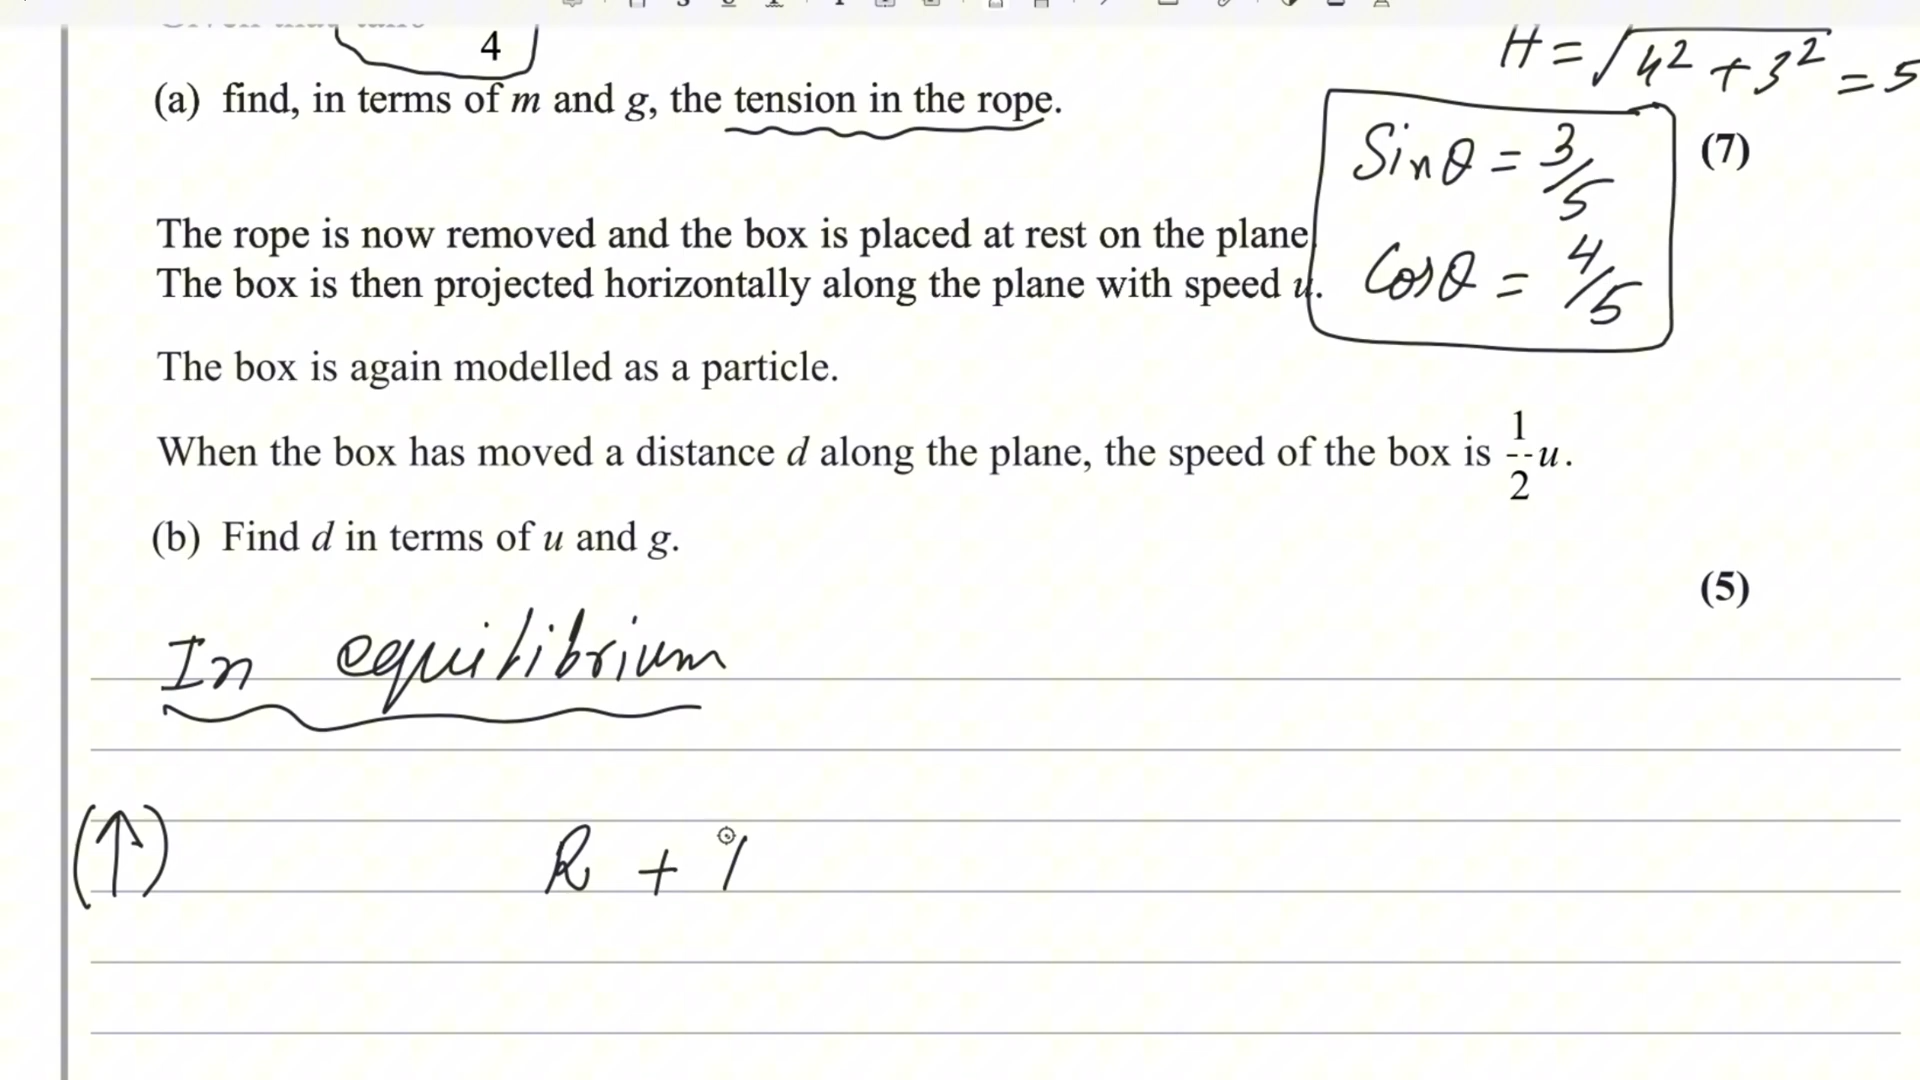 4
H = √4² + 3² = 5
(a) find, in terms of m and g, the tension in the rope.
(7)
Sinθ = 3/5
The rope is now removed and the box is placed at rest on the plane
The box is then projected horizontally along the plane with speed u.
Cosθ = 4/5
The box is again modelled as a particle.
When the box has moved a distance d along the plane, the speed of the box is 1/2 u.
(b) Find d in terms of u and g.
(5)
In equilibrium
(↑) R +